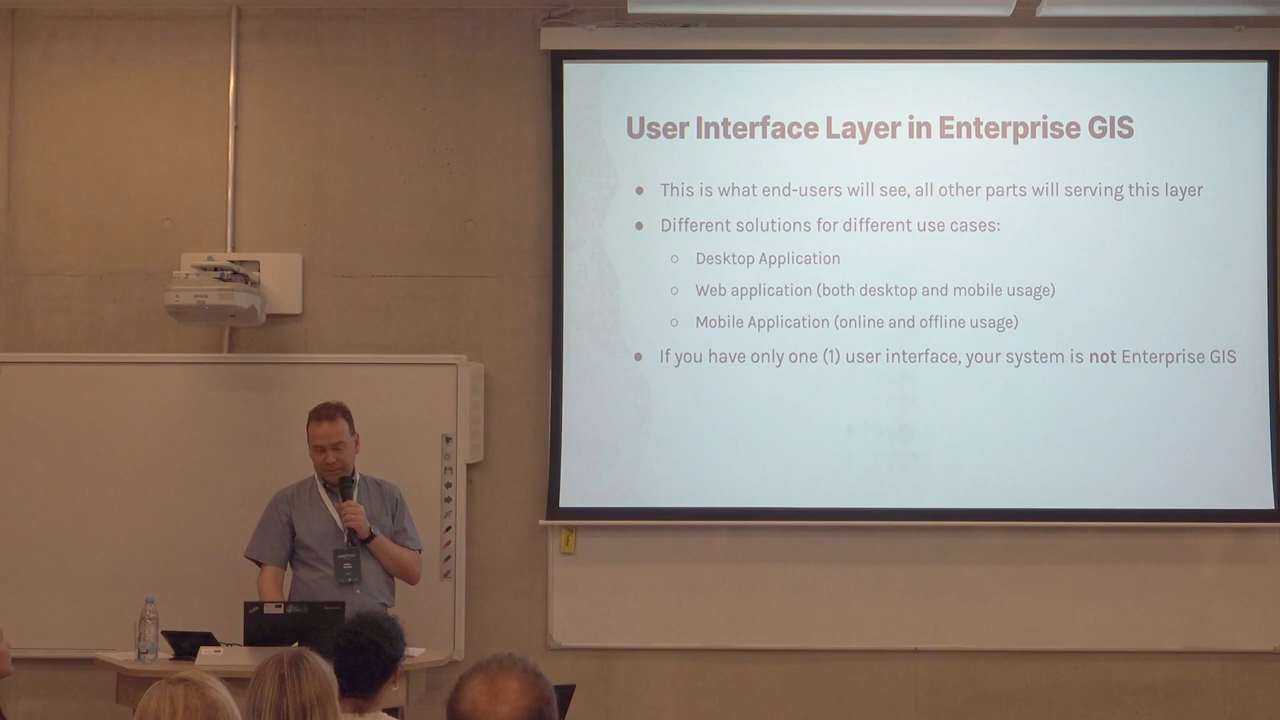 User Interface Layer in Enterprise GIS
This is what end-users will see, all other parts will serving this layer
Different solutions for different use cases:
Desktop Application
Web application (both desktop and mobile usage)
Mobile Application (online and offline usage)
If you have only one (1) user interface, your system is not Enterprise GIS
EPSON